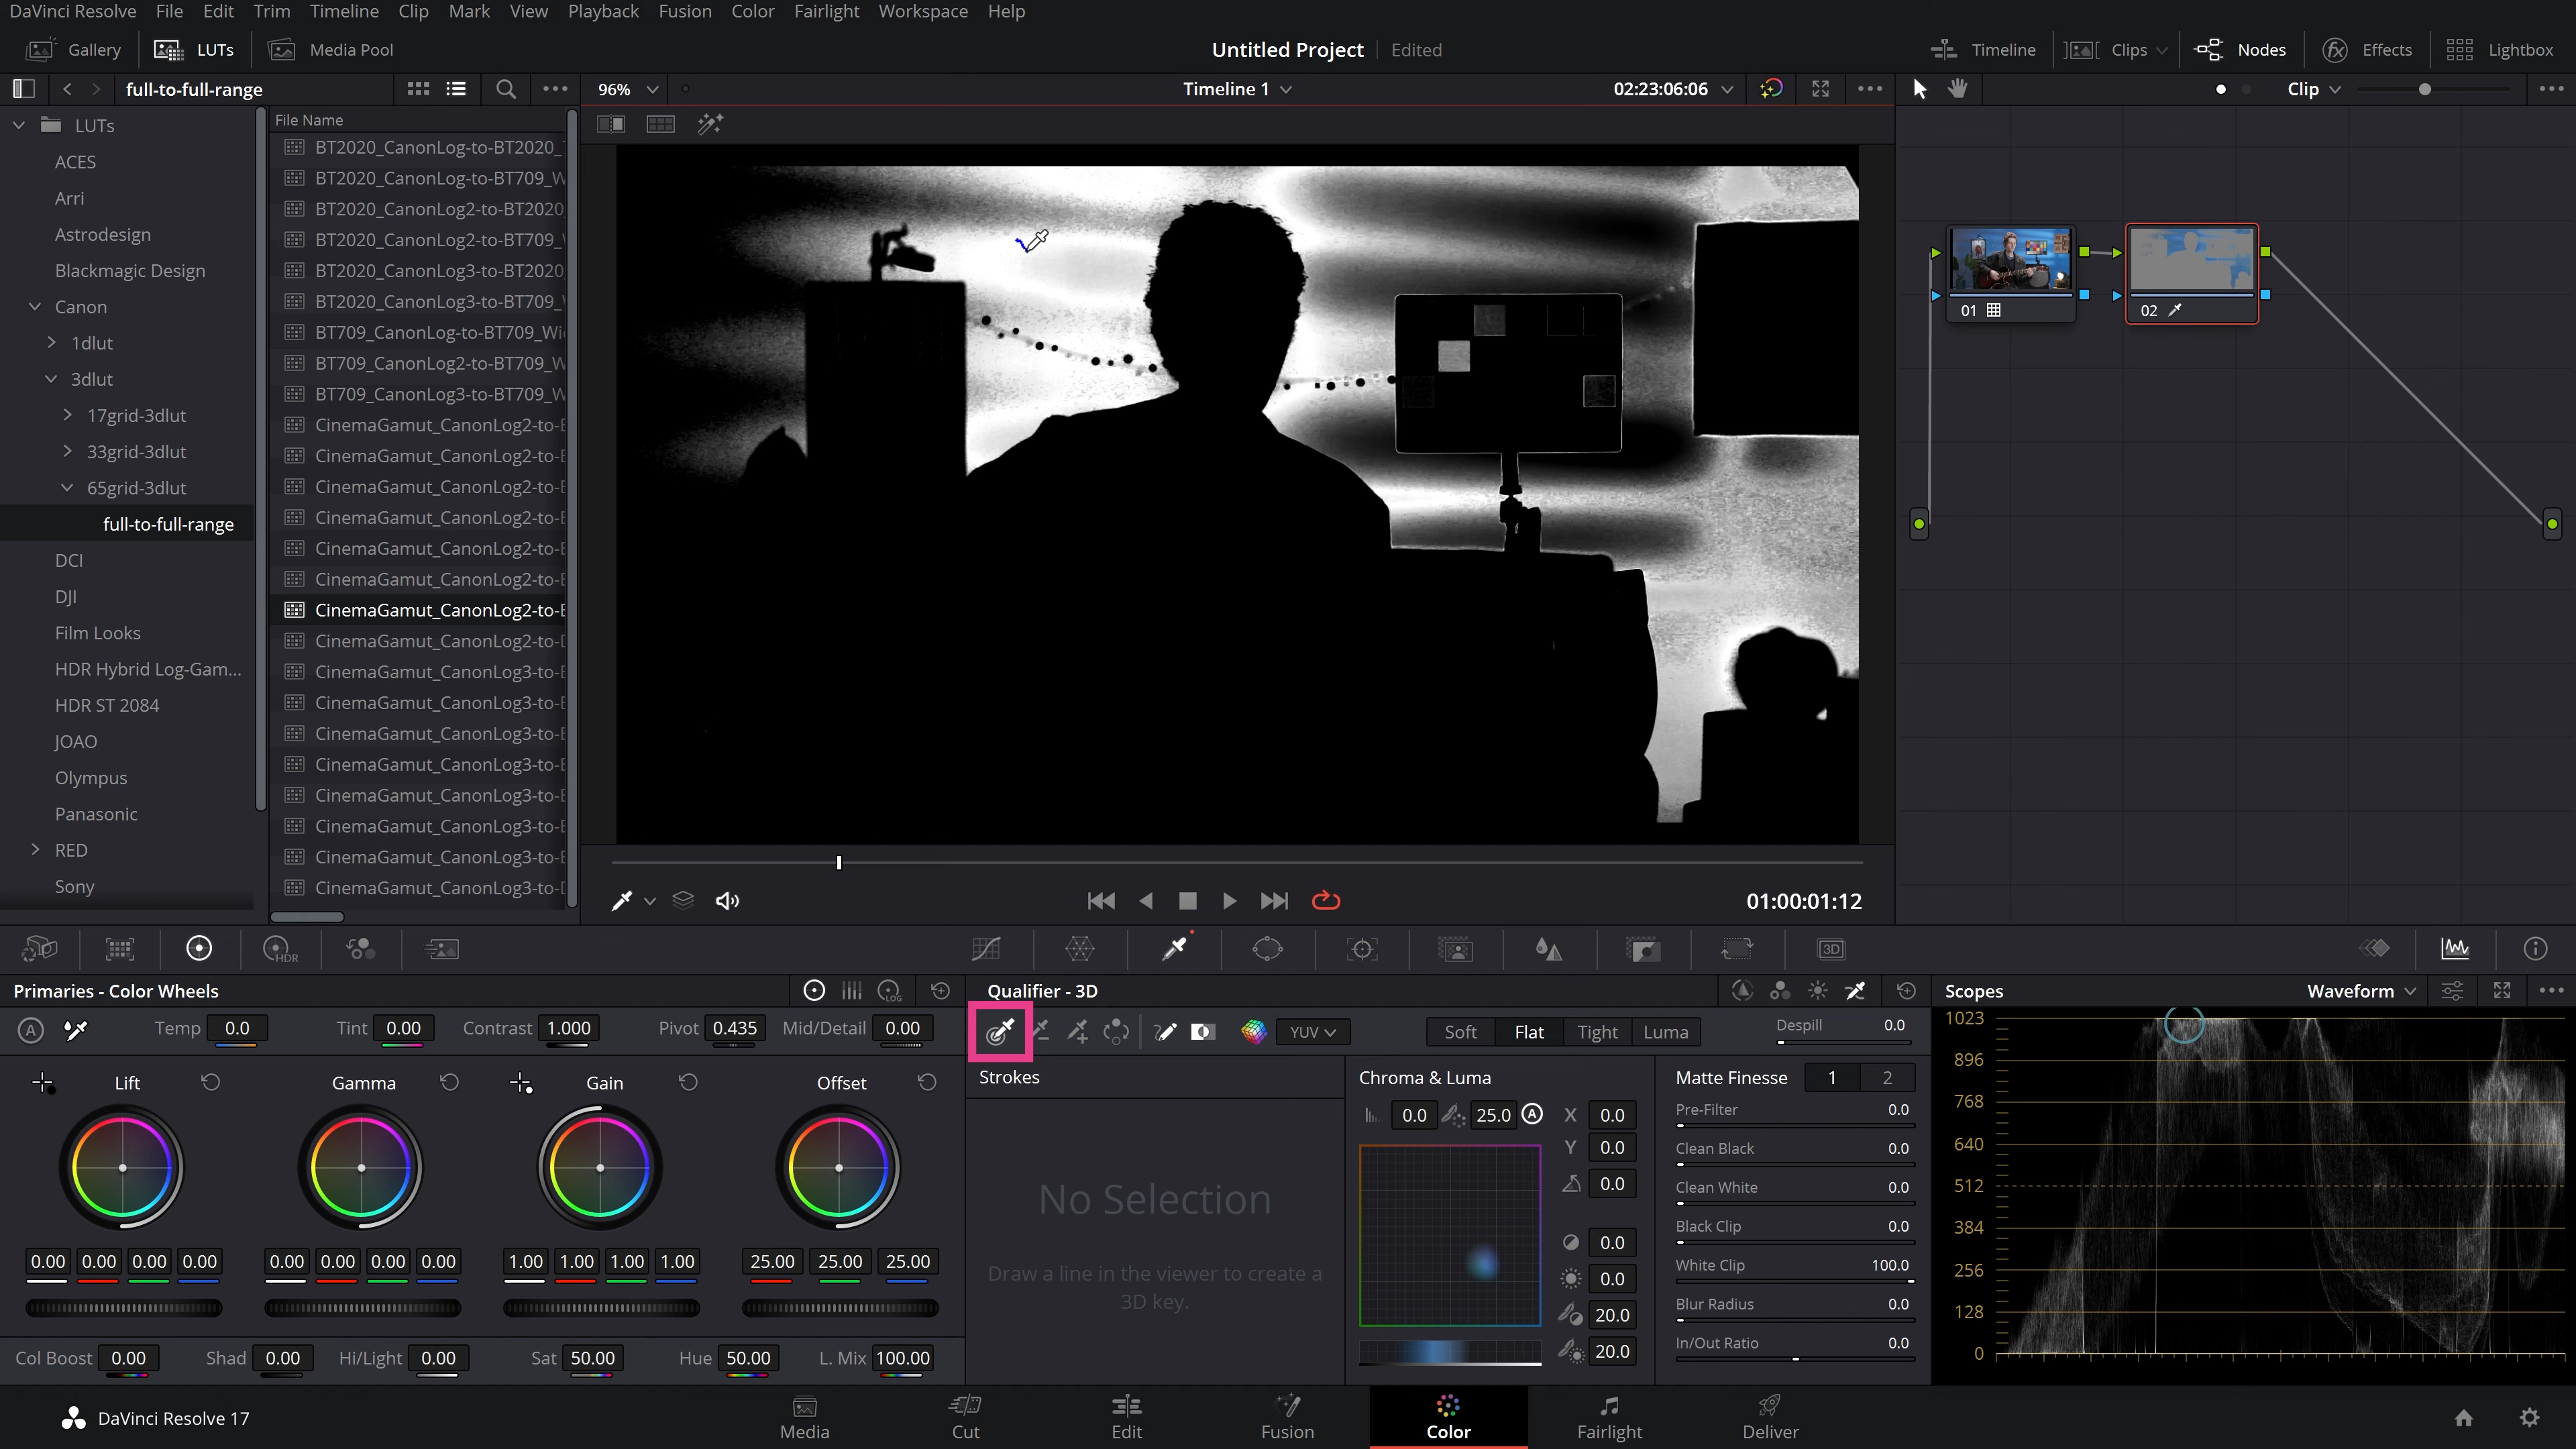 DaVinci Resolve File Edit Trim Timeline Clip Mark View Playback Fusion Color Fairlight Workspace Help
Gallery LUTs Media Pool Untitled Project Edited Timeline Clips Nodes Effects Lightbox
full-to-full-range 96% Timeline 1 02:23:06:06 Clip
LUTs
ACES
Arri
Astrodesign
Blackmagic Design
Canon
1dlut
3dlut
17grid-3dlut
33grid-3dlut
65grid-3dlut
full-to-full-range
DCI
DJI
Film Looks
HDR Hybrid Log-Gam...
HDR ST 2084
JOAO
Olympus
Panasonic
RED
Sony
File Name
BT2020_CanonLog-to-BT2020_
BT2020_CanonLog-to-BT709_W
BT2020_CanonLog2-to-BT2020
BT2020_CanonLog2-to-BT709_
BT2020_CanonLog3-to-BT2020
BT2020_CanonLog3-to-BT709_
BT709_CanonLog-to-BT709_Wi
BT709_CanonLog2-to-BT709_W
BT709_CanonLog3-to-BT709_W
CinemaGamut_CanonLog2-to-
CinemaGamut_CanonLog2-to-
CinemaGamut_CanonLog2-to-
CinemaGamut_CanonLog2-to-
CinemaGamut_CanonLog2-to-
CinemaGamut_CanonLog2-to-
CinemaGamut_CanonLog2-to-
CinemaGamut_CanonLog2-to-
CinemaGamut_CanonLog3-to-
CinemaGamut_CanonLog3-to-
CinemaGamut_CanonLog3-to-
CinemaGamut_CanonLog3-to-
CinemaGamut_CanonLog3-to-
CinemaGamut_CanonLog3-to-
CinemaGamut_CanonLog3-to-
CinemaGamut_CanonLog3-to-
01:00:01:12
01
02
HDR
3D
Primaries - Color Wheels
LOG
A Temp 0.0 Tint 0.00 Contrast 1.000 Pivot 0.435 Mid/Detail 0.00
Lift Gamma Gain Offset
0.00 0.00 0.00 0.00 0.00 0.00 0.00 0.00 1.00 1.00 1.00 1.00 25.00 25.00 25.00
Col Boost 0.00 Shad 0.00 Hi/Light 0.00 Sat 50.00 Hue 50.00 L. Mix 100.00
Qualifier - 3D
YUV Soft Flat Tight Luma Despill 0.0
Strokes
No Selection
Draw a line in the viewer to create a
3D key.
Chroma & Luma
0.0 25.0 A X 0.0
Y 0.0
0.0
0.0
0.0
20.0
20.0
Matte Finesse 1 2
Pre-Filter 0.0
Clean Black 0.0
Clean White 0.0
Black Clip 0.0
White Clip 100.0
Blur Radius 0.0
In/Out Ratio 0.0
Scopes Waveform
1023
896
768
640
512
384
256
128
0
DaVinci Resolve 17
Media Cut Edit Fusion Color Fairlight Deliver